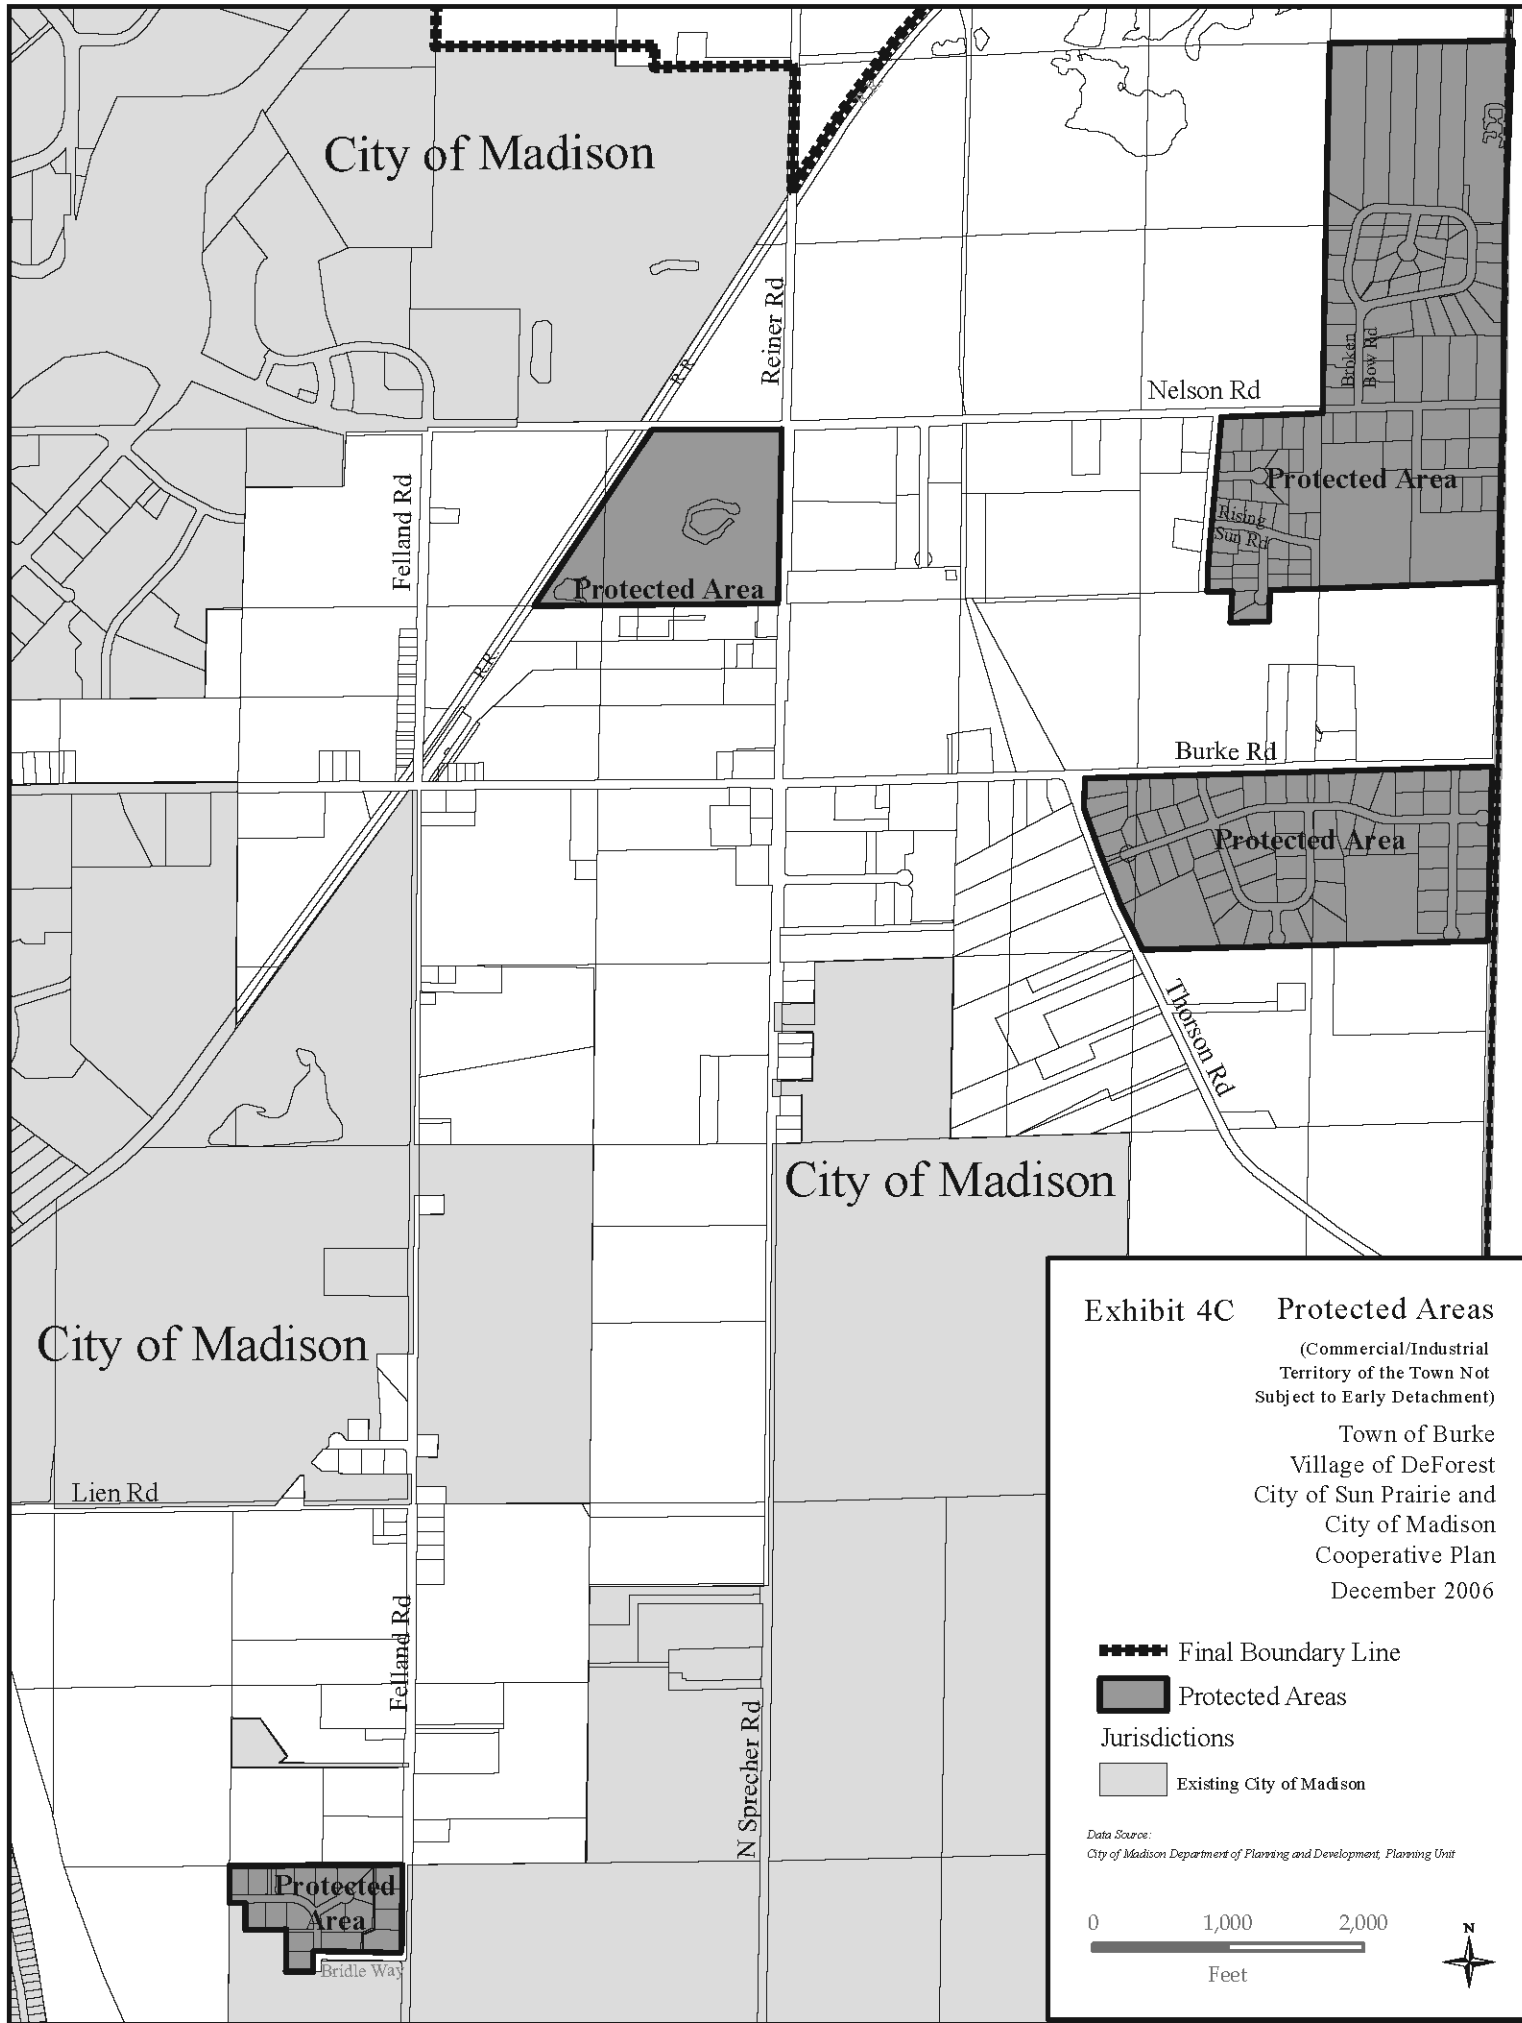 City of Madison
R.R.
Reiner Rd
R.R.
Broken
Bow Rd
Nelson Rd
Felland Rd
Protected Area
Rising
Sun Rd
Protected Area
R.R.
Burke Rd
Protected Area
Thorson Rd
City of Madison
City of Madison
Lien Rd
Felland Rd
N Sprecher Rd
Protected
Area
Bridle Way
Exhibit 4C Protected Areas
(Commercial/Industrial
Territory of the Town Not
Subject to Early Detachment)
Town of Burke
Village of DeForest
City of Sun Prairie and
City of Madison
Cooperative Plan
December 2006
Final Boundary Line
Protected Areas
Jurisdictions
Existing City of Madison
Data Source:
City of Madison Department of Planning and Development, Planning Unit
0 1,000 2,000
Feet
N